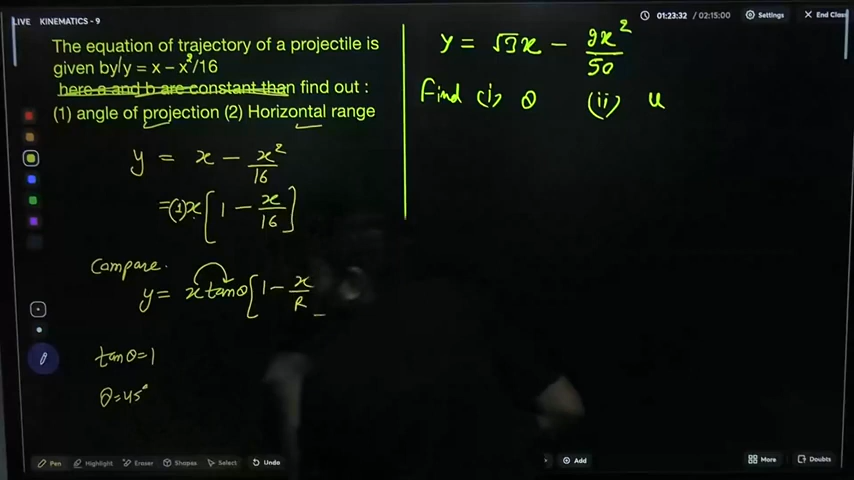 LIVE KINEMATICS - 9
01:23:32 / 02:15:00 Settings End Class
The equation of trajectory of a projectile is
given by y = x – x²/16
here a and b are constant than find out :
(1) angle of projection (2) Horizontal range
y = x - x²/16
=(1)x[1 - x/16]
Compare.
y = x tanθ[1 - x/R
tanθ=1
θ=45°
y = √3x - gx²/50
Find (i) θ (ii) u
Pen Highlight Eraser Shapes Select Undo Add More Doubts